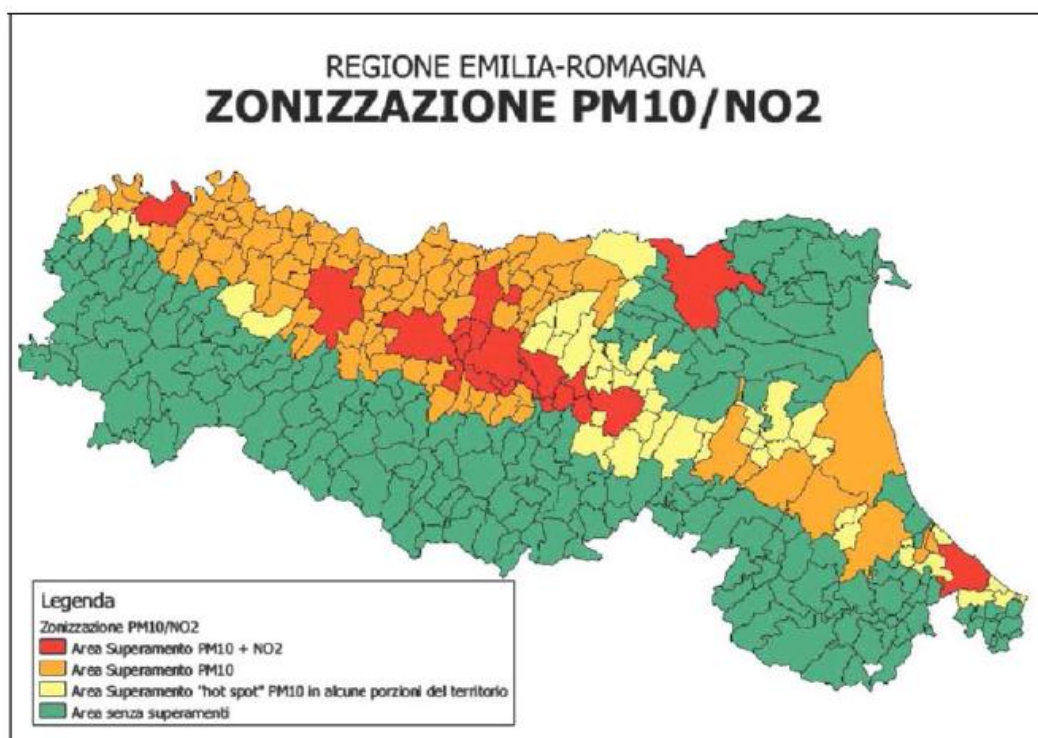 REGIONE EMILIA-ROMAGNA
ZONIZZAZIONE PM10/NO2
Legenda
Zonizzazione PM10/NO2
Area Superamento PM10 + NO2
Area Superamento PM10
Area Superamento "hot spot" PM10 in alcune porzioni del territorio
Area senza superamenti